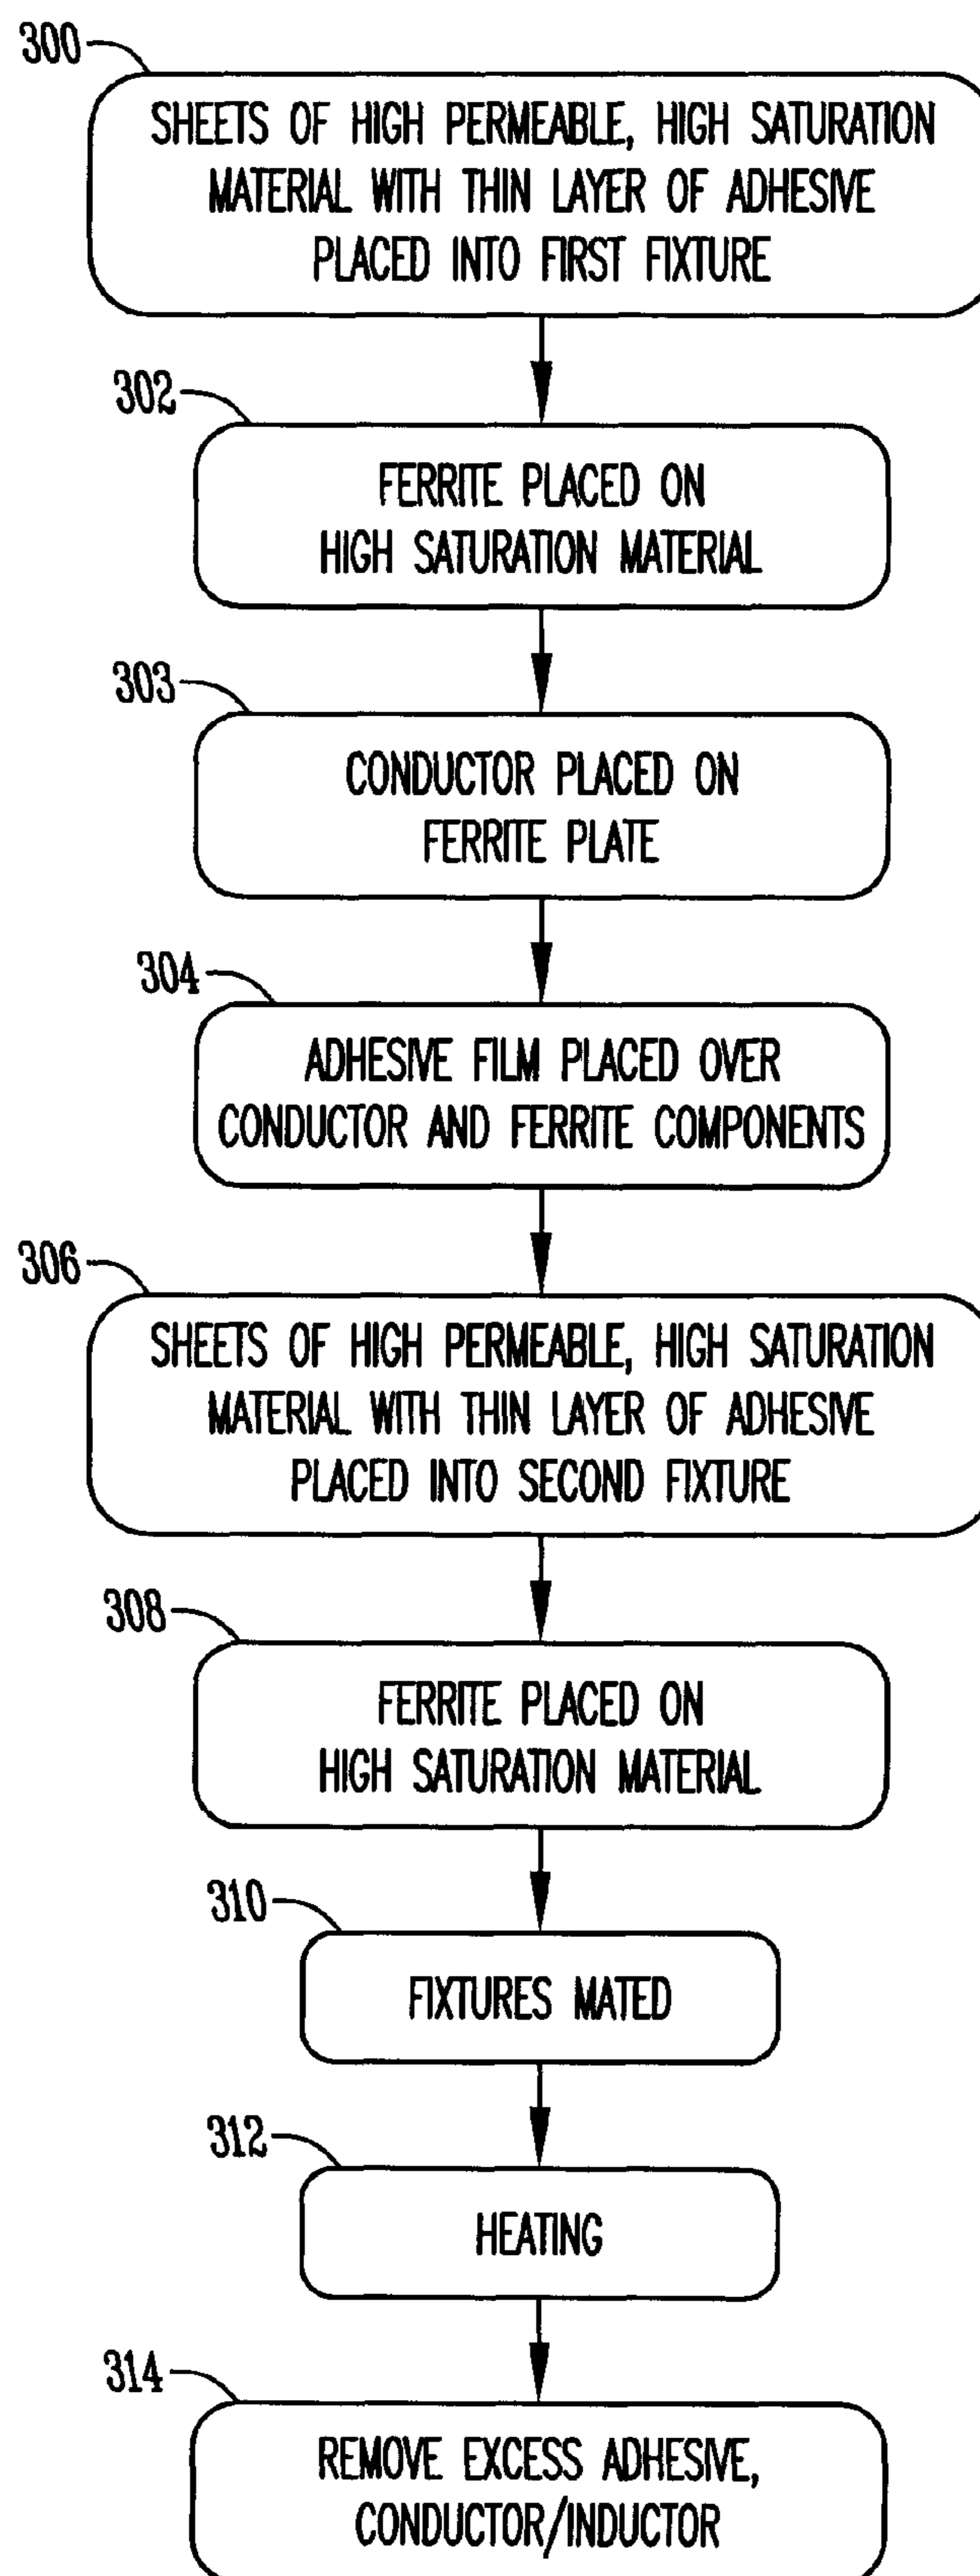 300
SHEETS OF HIGH PERMEABLE, HIGH SATURATION
MATERIAL WITH THIN LAYER OF ADHESIVE
PLACED INTO FIRST FIXTURE
302
FERRITE PLACED ON
HIGH SATURATION MATERIAL
303
CONDUCTOR PLACED ON
FERRITE PLATE
304
ADHESIVE FILM PLACED OVER
CONDUCTOR AND FERRITE COMPONENTS
306
SHEETS OF HIGH PERMEABLE, HIGH SATURATION
MATERIAL WITH THIN LAYER OF ADHESIVE
PLACED INTO SECOND FIXTURE
308
FERRITE PLACED ON
HIGH SATURATION MATERIAL
310
FIXTURES MATED
312
HEATING
314
REMOVE EXCESS ADHESIVE,
CONDUCTOR/INDUCTOR